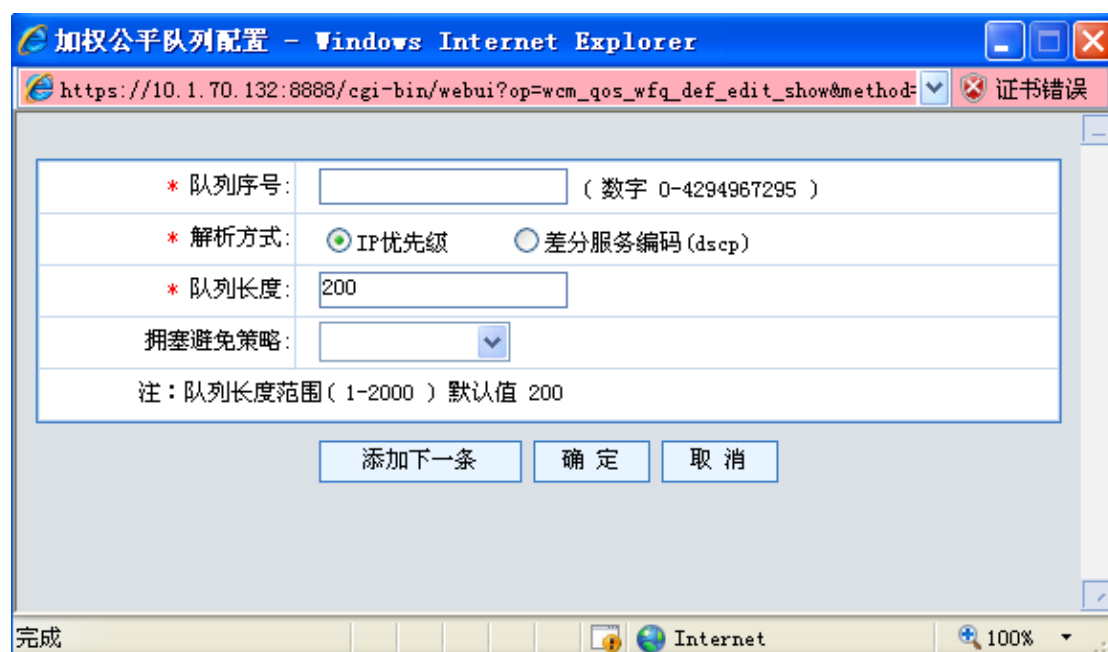 加权公平队列配置 - Windows Internet Explorer
https://10.1.70.132:8888/cgi-bin/webui?op=wcm_qos_wfq_def_edit_show&method= 证书错误
* 队列序号: ( 数字 0-4294967295 )
* 解析方式: IP优先级 差分服务编码(dscp)
* 队列长度: 200
拥塞避免策略:
注：队列长度范围( 1-2000 ) 默认值 200
添加下一条 确 定 取 消
完成 Internet 100%